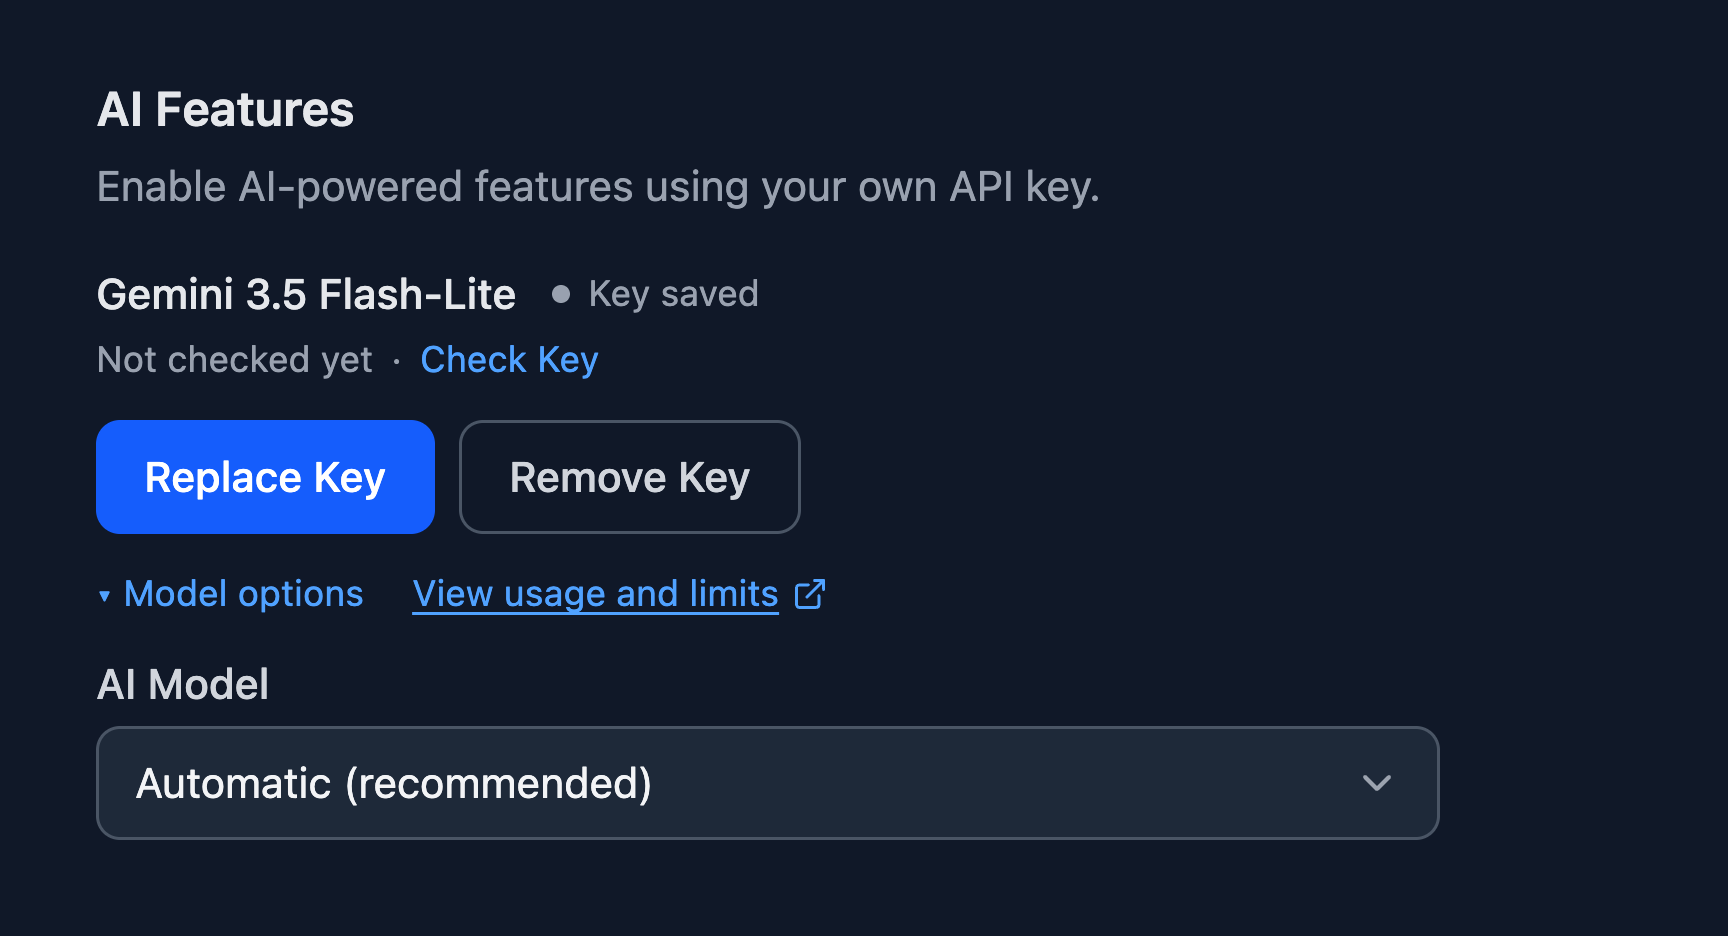 AI Features
Enable AI-powered features using your own API key.
Gemini 3.5 Flash-Lite ● Key saved
Not checked yet · Check Key
Replace Key Remove Key
▾ Model options View usage and limits
AI Model
Automatic (recommended)